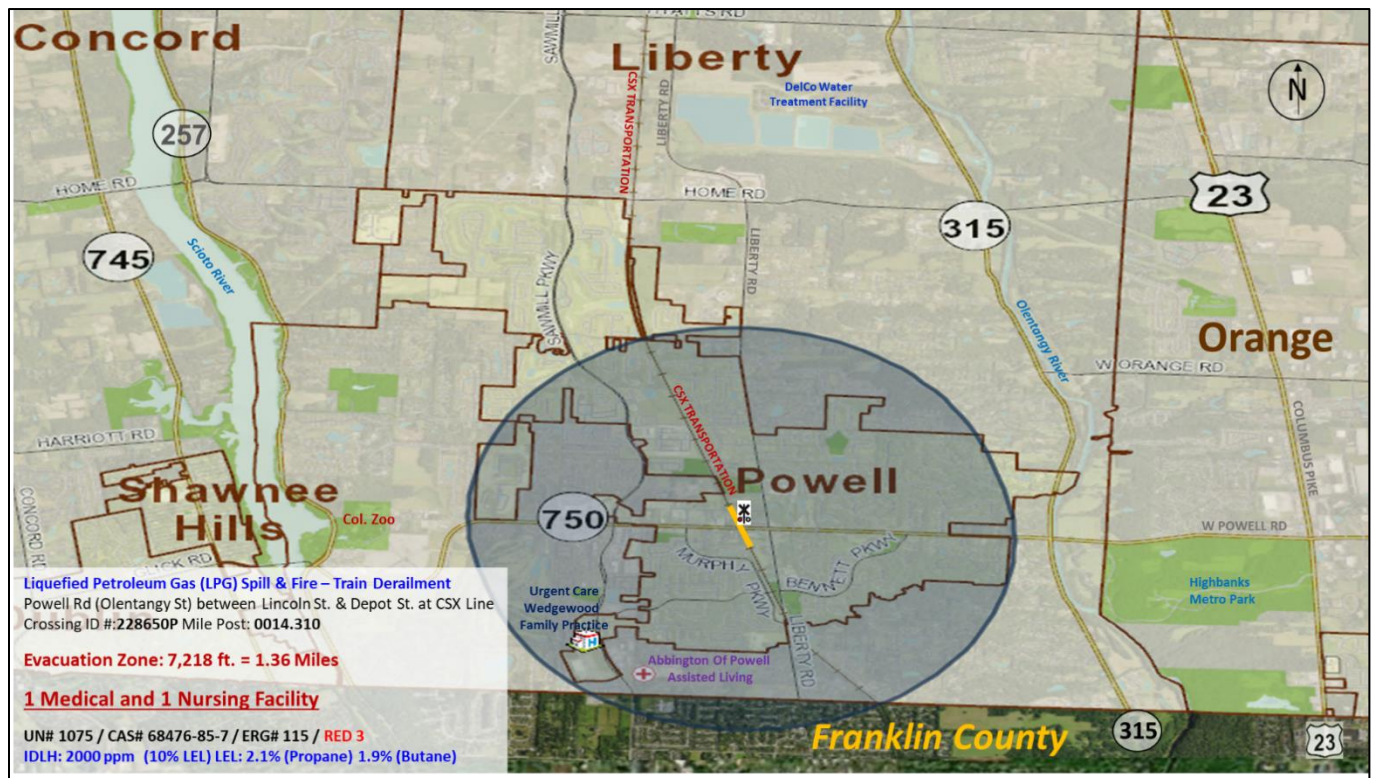 Concord
SAWMILL
Liberty
DelCo Water
Treatment Facility
N
CSX TRANSPORTATION
LIBERTY RD
257
HOME RD
HOME RD
23
745
315
Scioto River
SAWMILL PKWY
LIBERTY RD
Olentangy River
Orange
W ORANGE RD
CSX TRANSPORTATION
COLUMBUS PIKE
HARRIOTT RD
Powell
Shawnee
Hills
CONCORD RD
Col. Zoo
750
W POWELL RD
MURPHY PKWY
BENNETT PKWY
Liquefied Petroleum Gas (LPG) Spill & Fire – Train Derailment
Powell Rd (Olentangy St) between Lincoln St. & Depot St. at CSX Line
Crossing ID #:228650P Mile Post: 0014.310
Evacuation Zone: 7,218 ft. = 1.36 Miles
1 Medical and 1 Nursing Facility
UN# 1075 / CAS# 68476-85-7 / ERG# 115 / RED 3
IDLH: 2000 ppm (10% LEL) LEL: 2.1% (Propane) 1.9% (Butane)
Urgent Care
Wedgewood
Family Practice
H
Highbanks
Metro Park
LIBERTY RD
Abbington Of Powell
Assisted Living
Franklin County
315
23